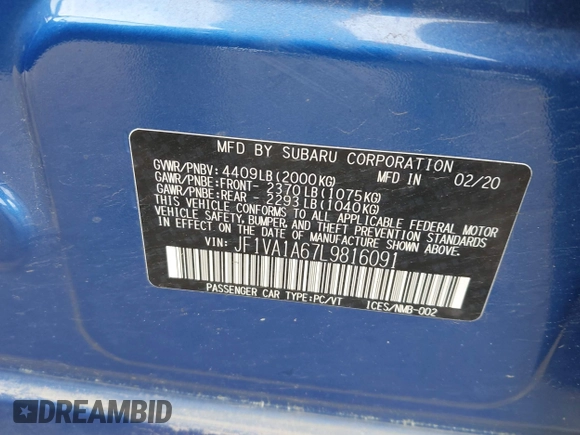 MFD BY SUBARU CORPORATION
GVWR/PNBV: 4409LB(2000KG) MFD IN 02/20
GAWR/PNBE:FRONT- 2370LB(1075KG)
GAWR/PNBE:REAR - 2293LB(1040KG)
THIS VEHICLE CONFORMS TO ALL APPLICABLE FEDERAL MOTOR
VEHICLE SAFETY, BUMPER, AND THEFT PREVENTION STANDARDS
IN EFFECT ON THE DATE OF MANUFACTURE SHOWN ABOVE.
VIN: JF1VA1A67L9816091
PASSENGER CAR TYPE:PC/VT ICES/NMB-002
DREAMBID